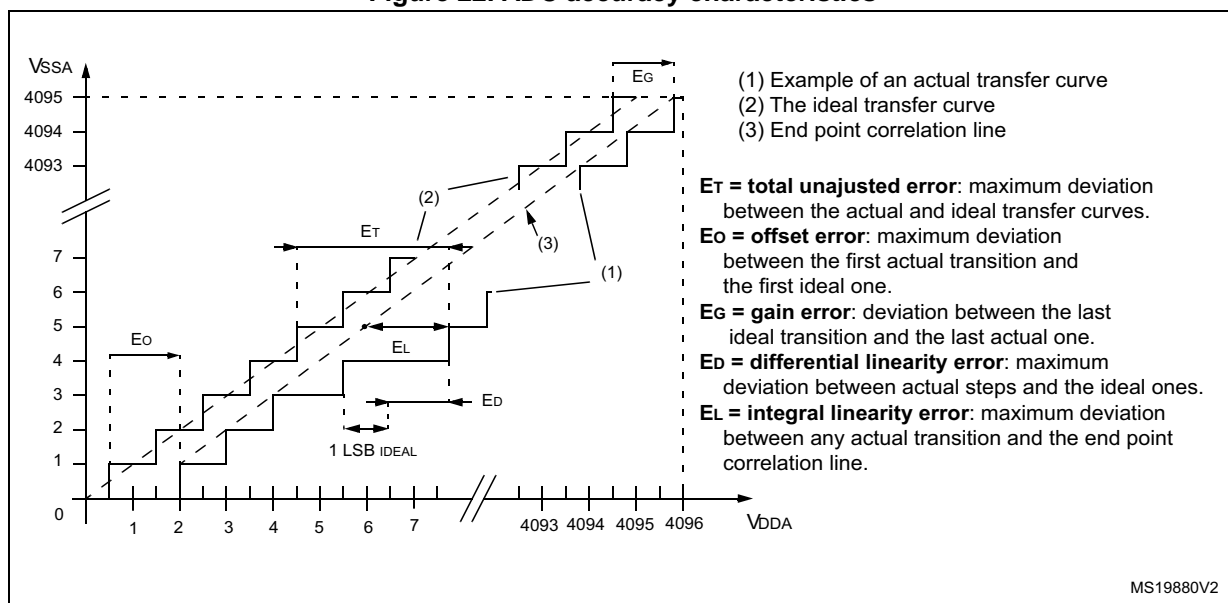 VSSA
EG
4095
4094
4093
(2)
(3)
(1)
ET
7
6
5
4
3
2
1
0
EO
EL
ED
1 LSB IDEAL
1 2 3 4 5 6 7 4093 4094 4095 4096
VDDA
(1) Example of an actual transfer curve
(2) The ideal transfer curve
(3) End point correlation line
ET = total unajusted error: maximum deviation
between the actual and ideal transfer curves.
EO = offset error: maximum deviation
between the first actual transition and
the first ideal one.
EG = gain error: deviation between the last
ideal transition and the last actual one.
ED = differential linearity error: maximum
deviation between actual steps and the ideal ones.
EL = integral linearity error: maximum deviation
between any actual transition and the end point
correlation line.
MS19880V2